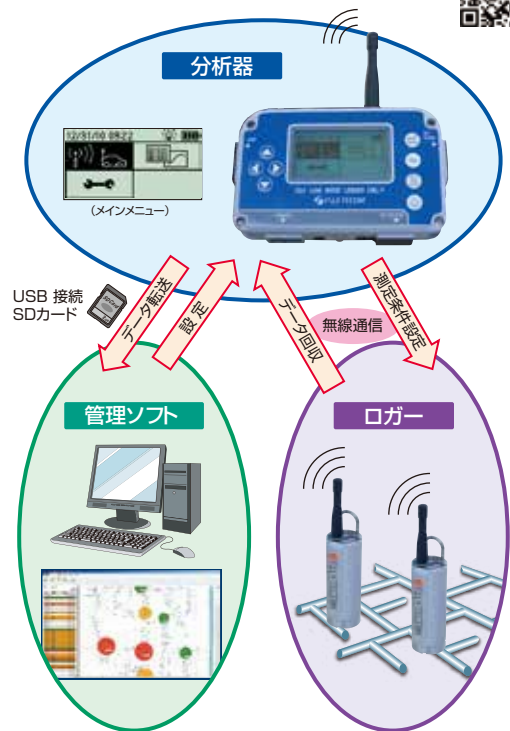 分析器
12/31/10 09:22
(メインメニュー)
FUJI TECOM
USB 接続
SDカード
データ転送
設定
データ回収
無線通信
測定条件設定
管理ソフト
ロガー